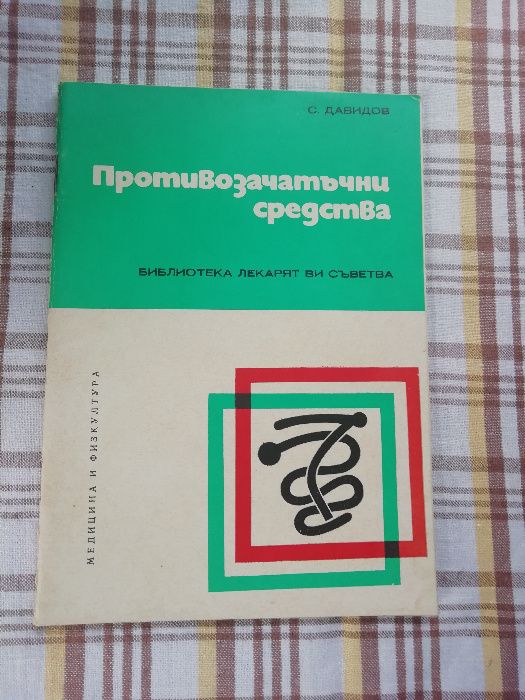 С. ДАВИДОВ
Противозачатъчни
средства
БИБЛИОТЕКА ЛЕКАРЯТ ВИ СЪВЕТВА
МЕДИЦИНА И ФИЗКУЛТУРА